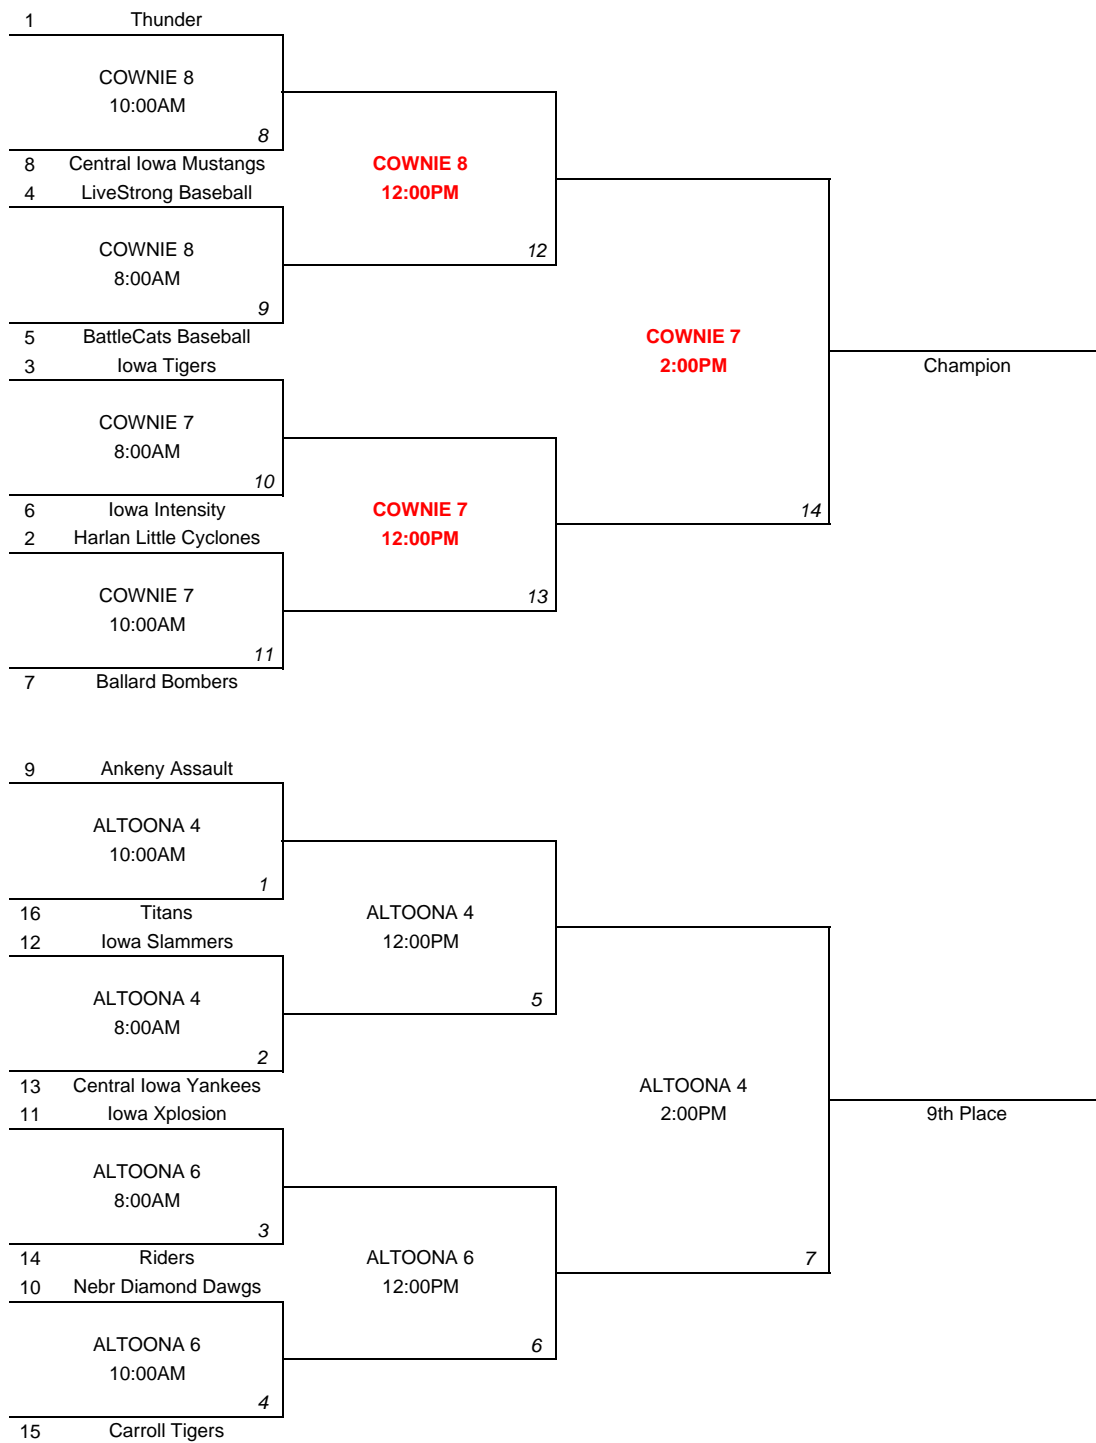 1 Thunder
COWNIE 8
10:00AM
8
8 Central Iowa Mustangs
COWNIE 8
12:00PM
12
4 LiveStrong Baseball
COWNIE 8
8:00AM
9
5 BattleCats Baseball
COWNIE 7
2:00PM
14
Champion
3 Iowa Tigers
COWNIE 7
8:00AM
10
6 Iowa Intensity
COWNIE 7
12:00PM
13
2 Harlan Little Cyclones
COWNIE 7
10:00AM
11
7 Ballard Bombers
9 Ankeny Assault
ALTOONA 4
10:00AM
1
16 Titans
ALTOONA 4
12:00PM
5
12 Iowa Slammers
ALTOONA 4
8:00AM
2
13 Central Iowa Yankees
ALTOONA 4
2:00PM
7
9th Place
11 Iowa Xplosion
ALTOONA 6
8:00AM
3
14 Riders
ALTOONA 6
12:00PM
6
10 Nebr Diamond Dawgs
ALTOONA 6
10:00AM
4
15 Carroll Tigers